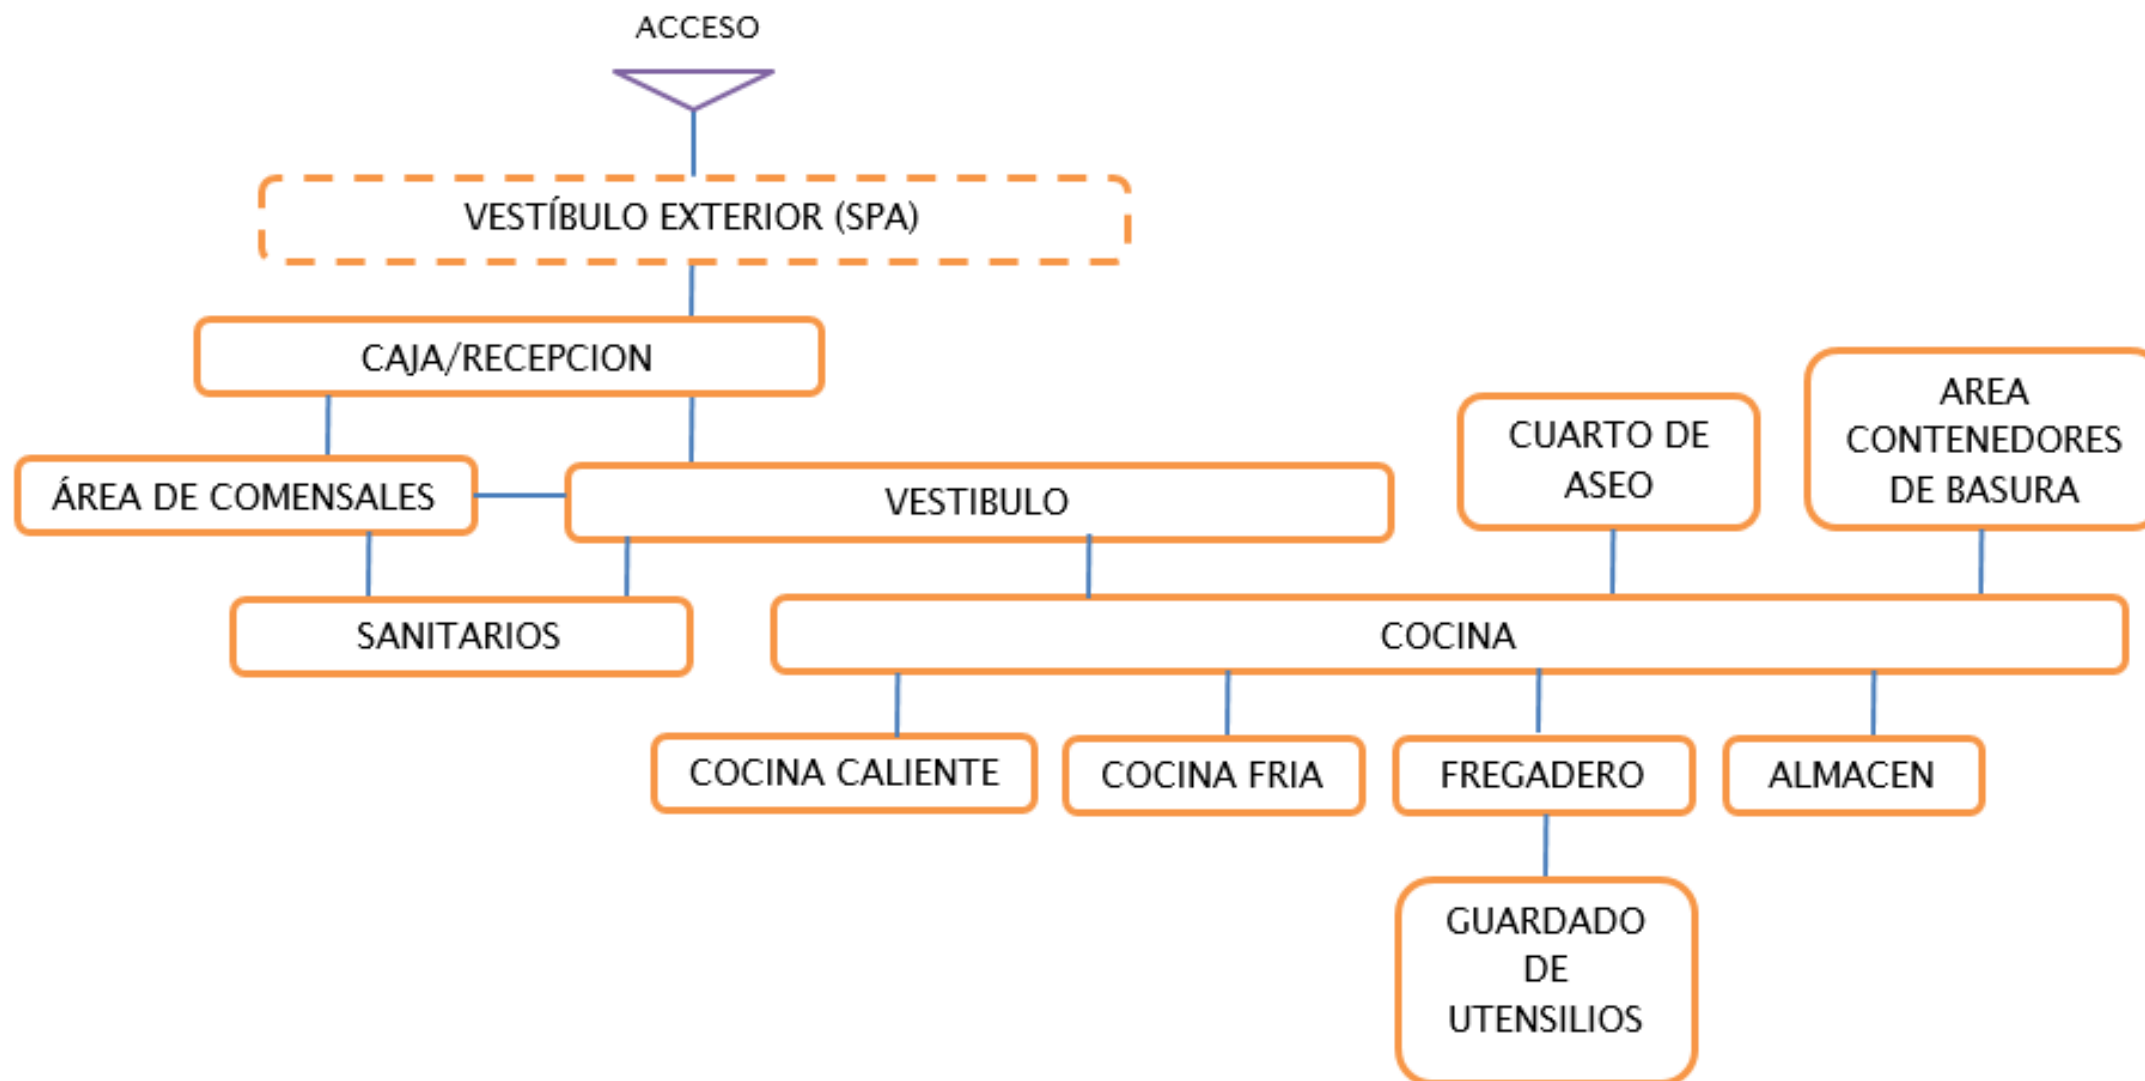 ACCESO
VESTÍBULO EXTERIOR (SPA)
CAJA/RECEPCION
ÁREA DE COMENSALES
VESTIBULO
CUARTO DE
ASEO
AREA
CONTENEDORES
DE BASURA
SANITARIOS
COCINA
COCINA CALIENTE
COCINA FRIA
FREGADERO
ALMACEN
GUARDADO
DE
UTENSILIOS